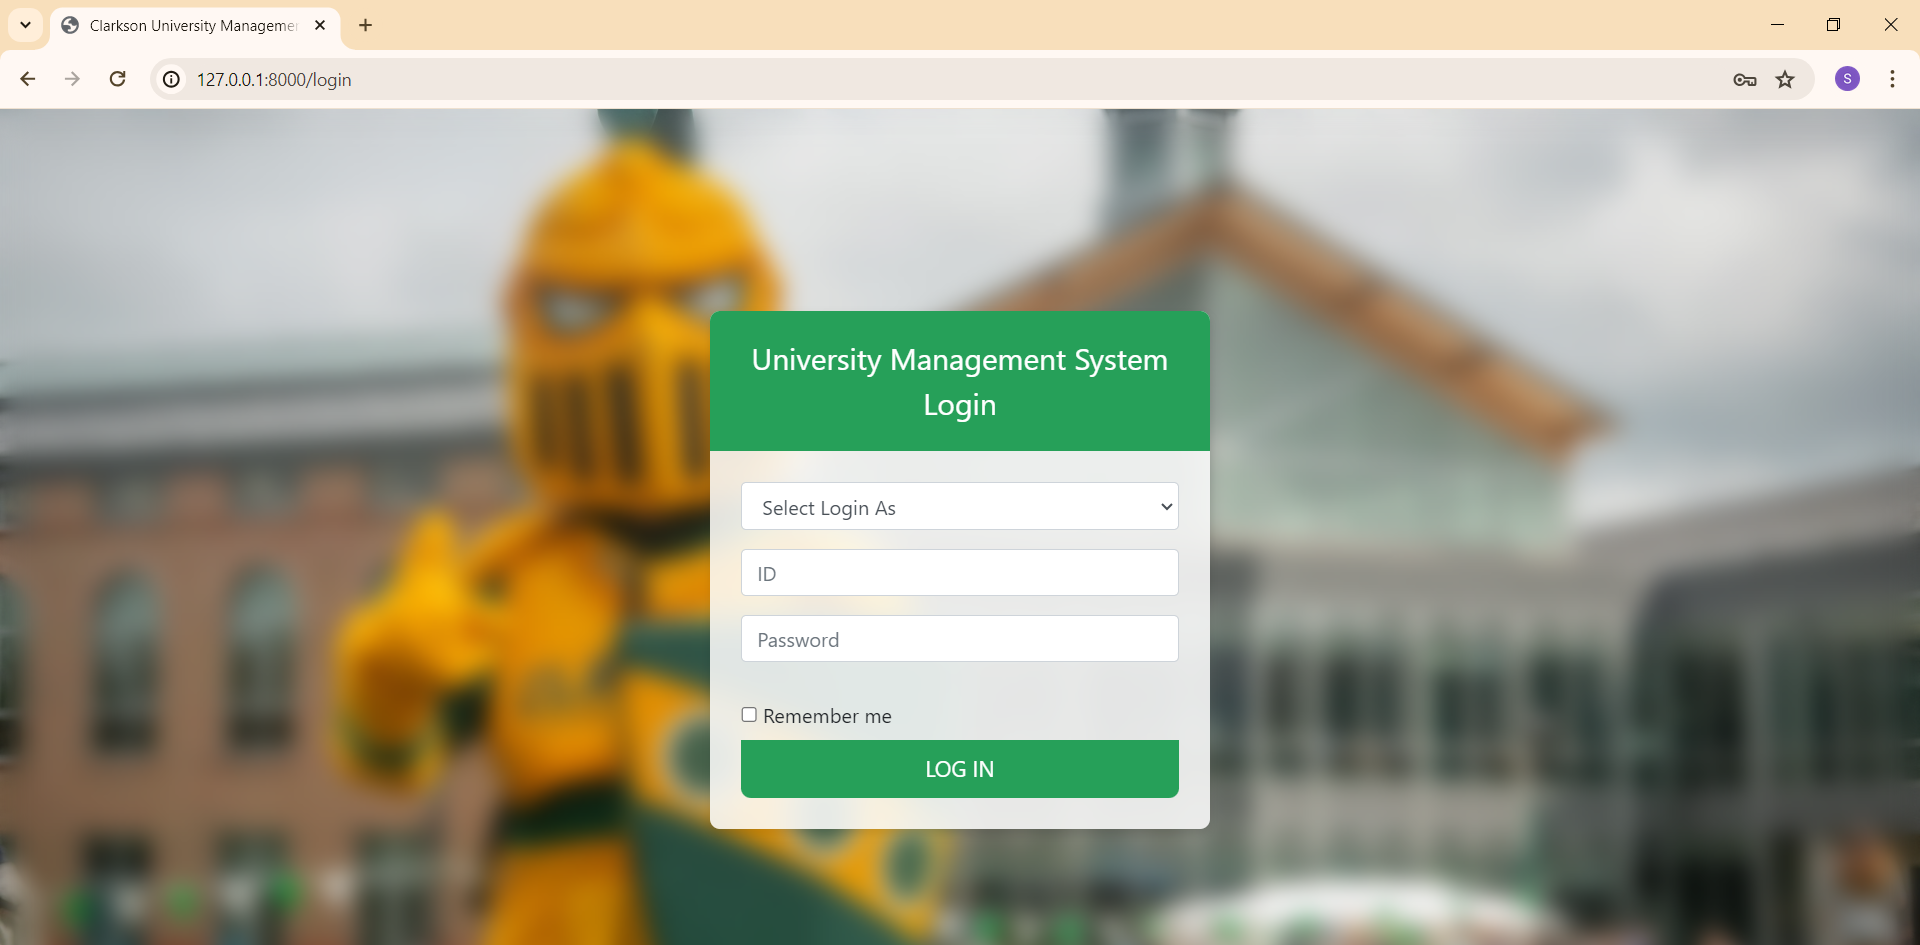 Clarkson University Managemen
127.0.0.1:8000/login
S
University Management System
Login
Select Login As
ID
Password
Remember me
LOG IN